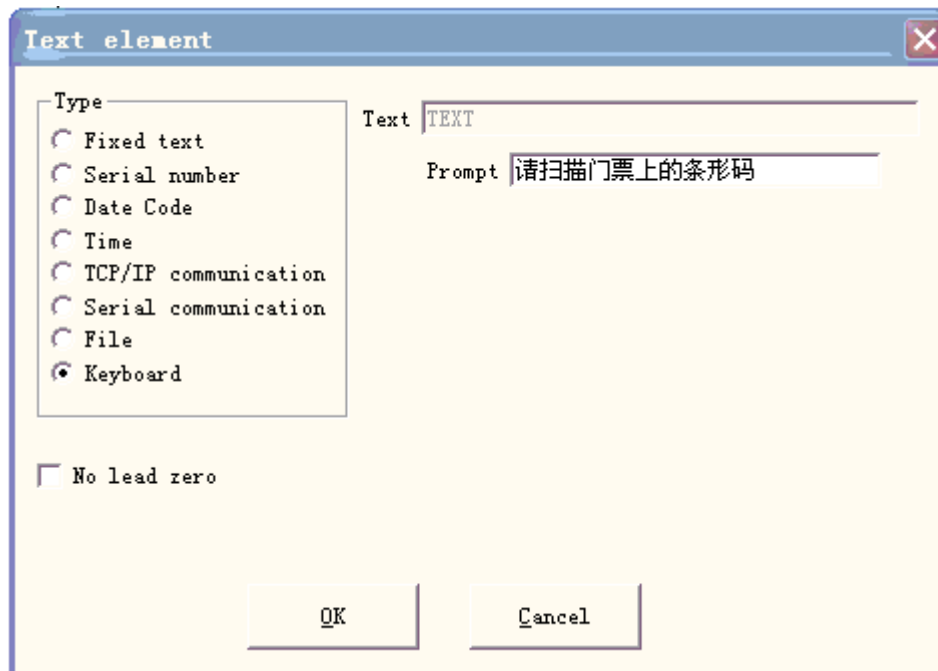 Text element
Type
Fixed text
Serial number
Date Code
Time
TCP/IP communication
Serial communication
File
Keyboard
Text TEXT
Prompt 请扫描门票上的条形码
No lead zero
OK
Cancel